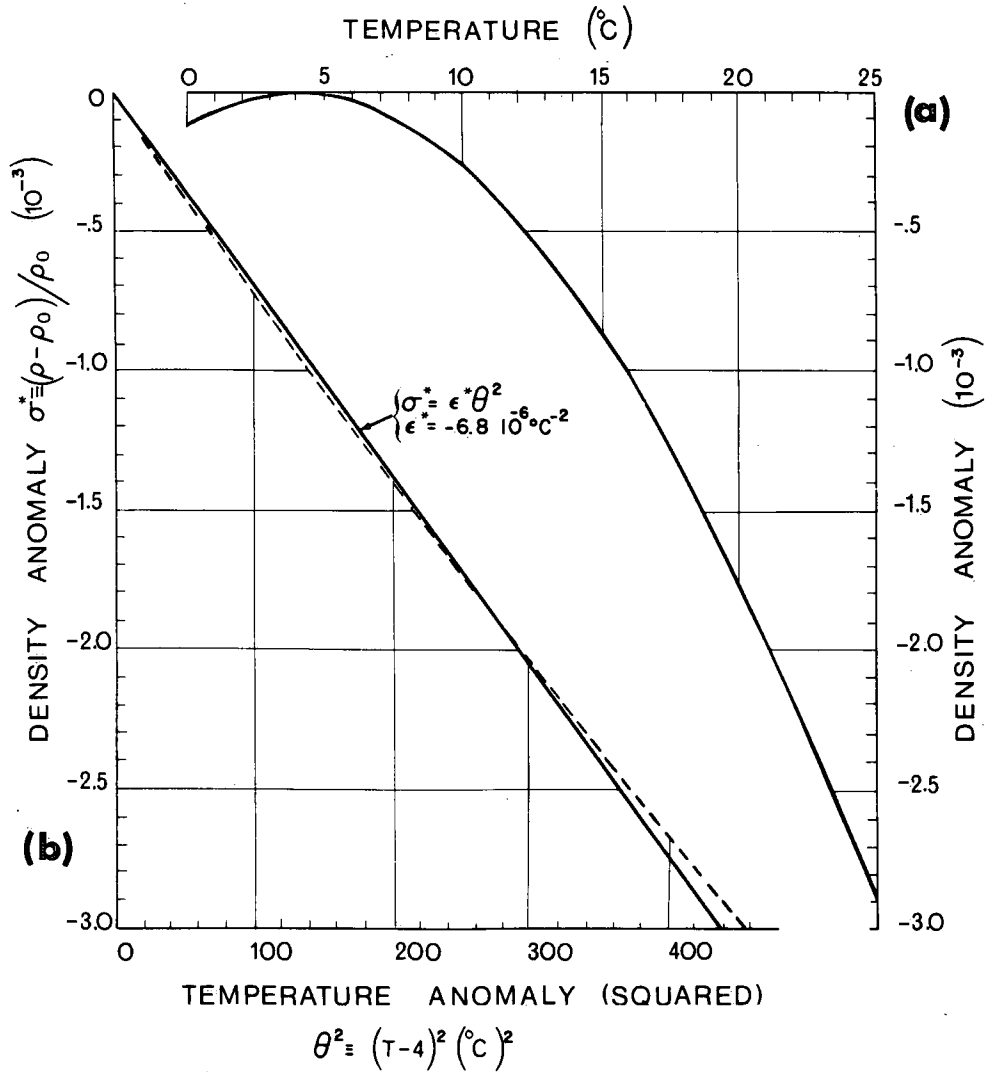 TEMPERATURE (°C)
0 5 10 15 20 25
(a)
0
-.5 -.5
-1.0 -1.0
-1.5 -1.5
-2.0 -2.0
-2.5 -2.5
-3.0 -3.0
DENSITY ANOMALY σ*≡(ρ-ρ₀)/ρ₀ (10⁻³)
DENSITY ANOMALY (10⁻³)
σ*= ϵ*θ²
ϵ*= -6.8 10⁻⁶°C⁻²
(b)
0 100 200 300 400
TEMPERATURE ANOMALY (SQUARED)
θ²≡ (T-4)² (°C)²